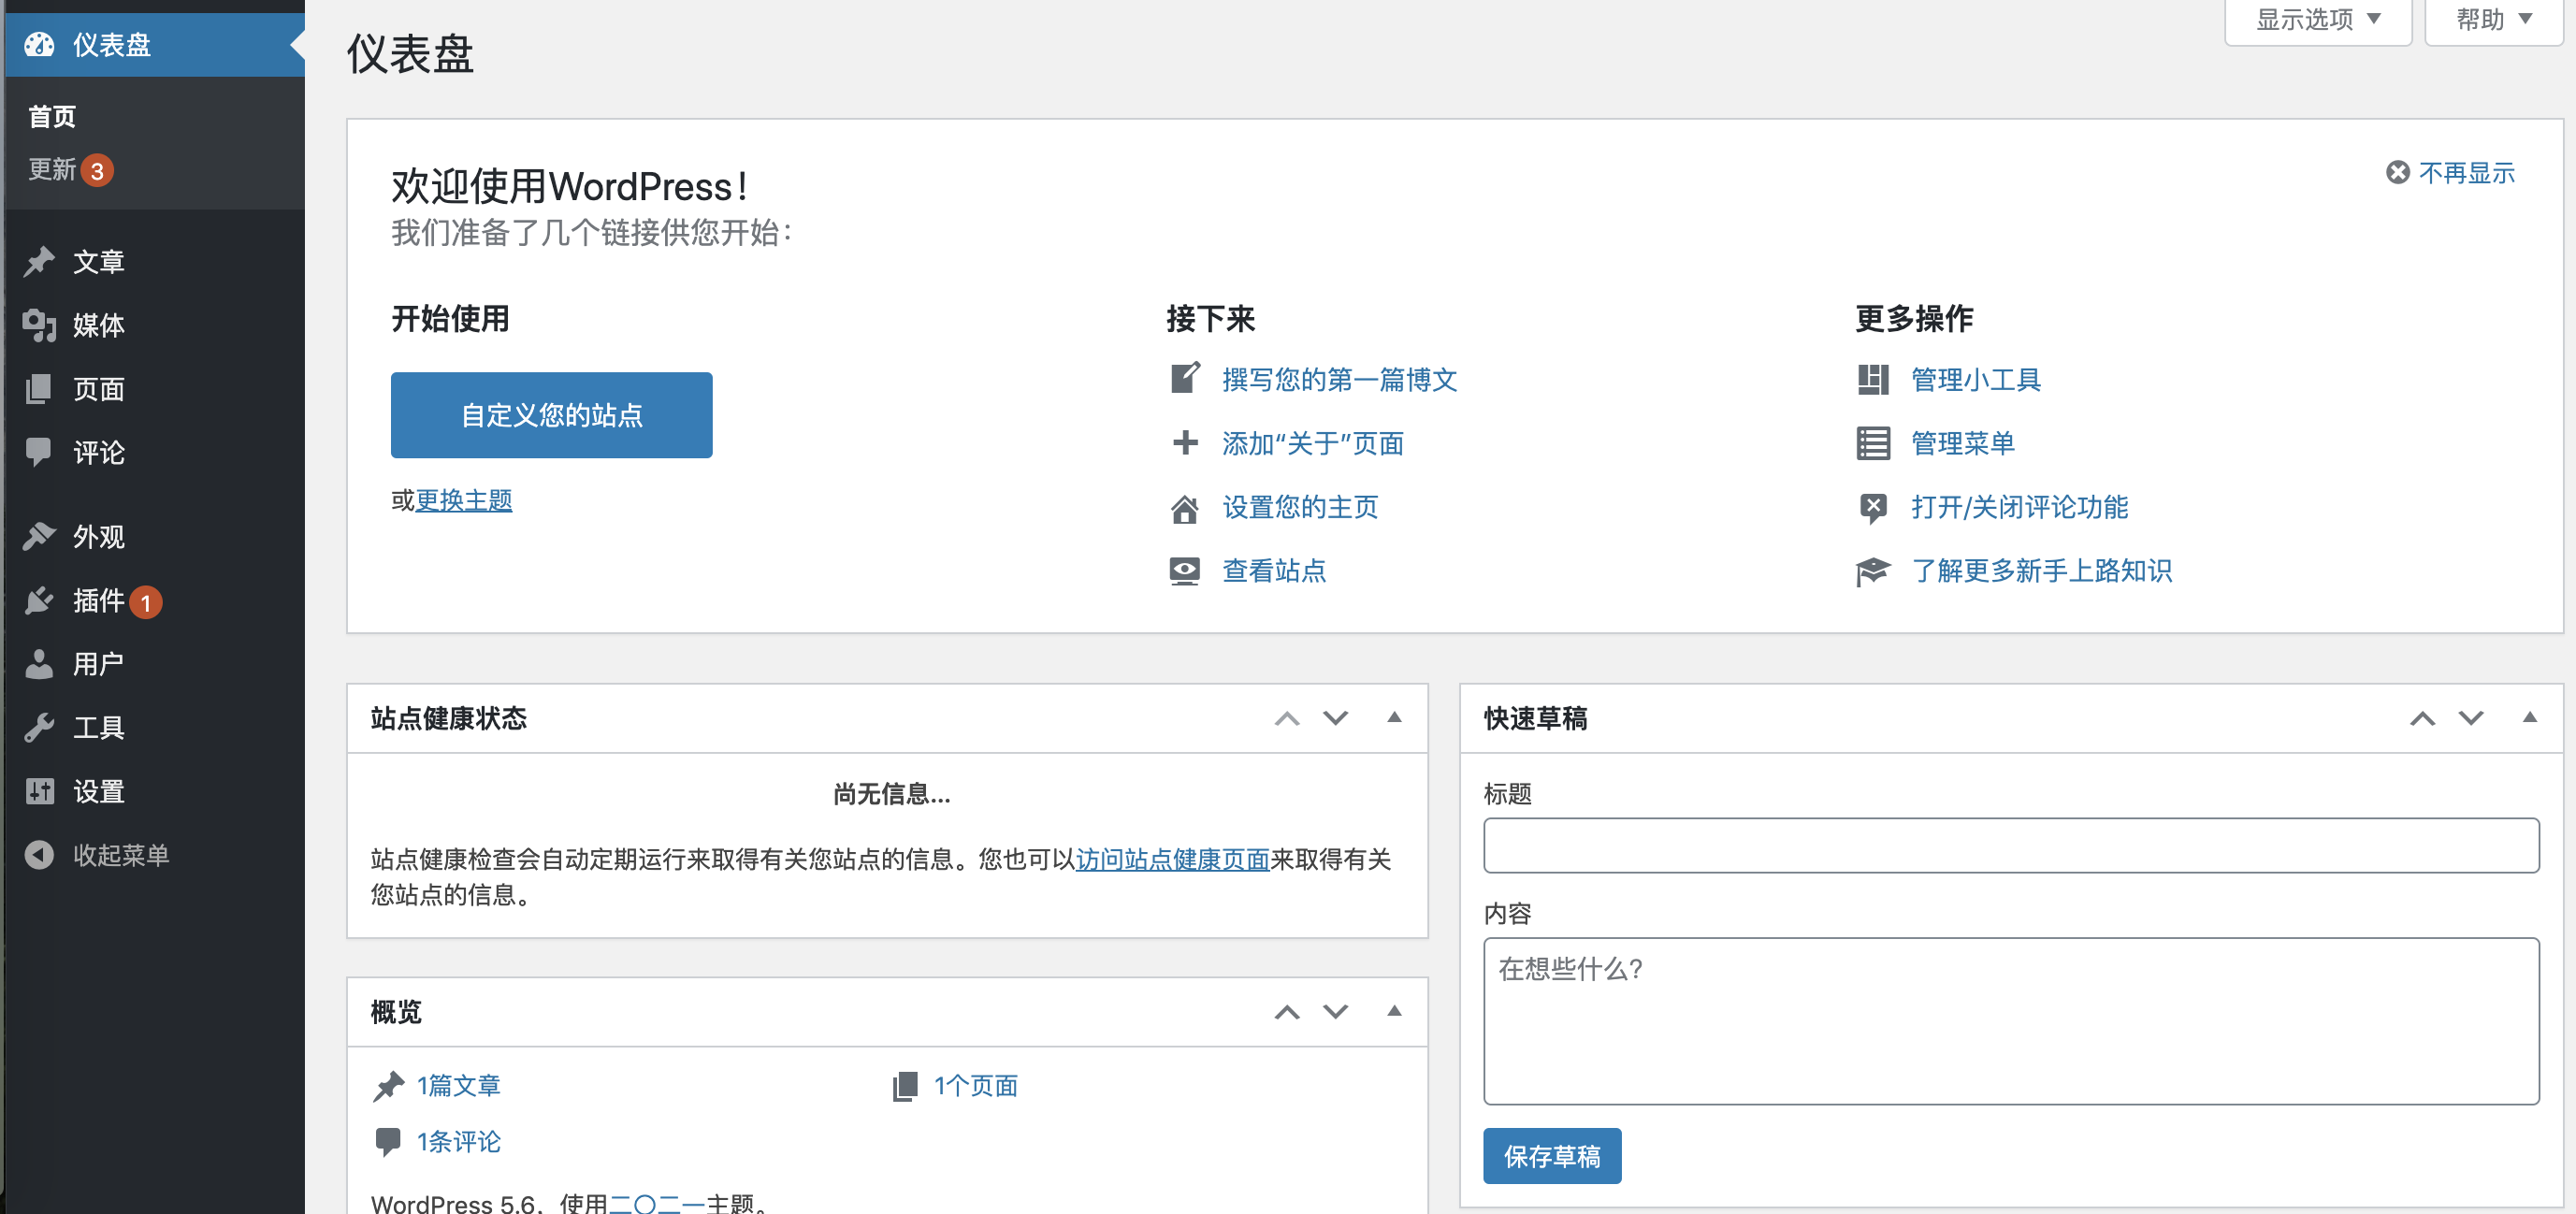 仪表盘
首页
更新 3
文章
媒体
页面
评论
外观
插件 1
用户
工具
设置
收起菜单
显示选项
帮助
仪表盘
欢迎使用WordPress！
我们准备了几个链接供您开始：
不再显示
开始使用
自定义您的站点
或更换主题
接下来
撰写您的第一篇博文
添加“关于”页面
设置您的主页
查看站点
更多操作
管理小工具
管理菜单
打开/关闭评论功能
了解更多新手上路知识
站点健康状态
尚无信息…
站点健康检查会自动定期运行来取得有关您站点的信息。您也可以访问站点健康页面来取得有关
您站点的信息。
概览
1篇文章
1个页面
1条评论
WordPress 5.6，使用二〇二一主题。
快速草稿
标题
内容
在想些什么？
保存草稿